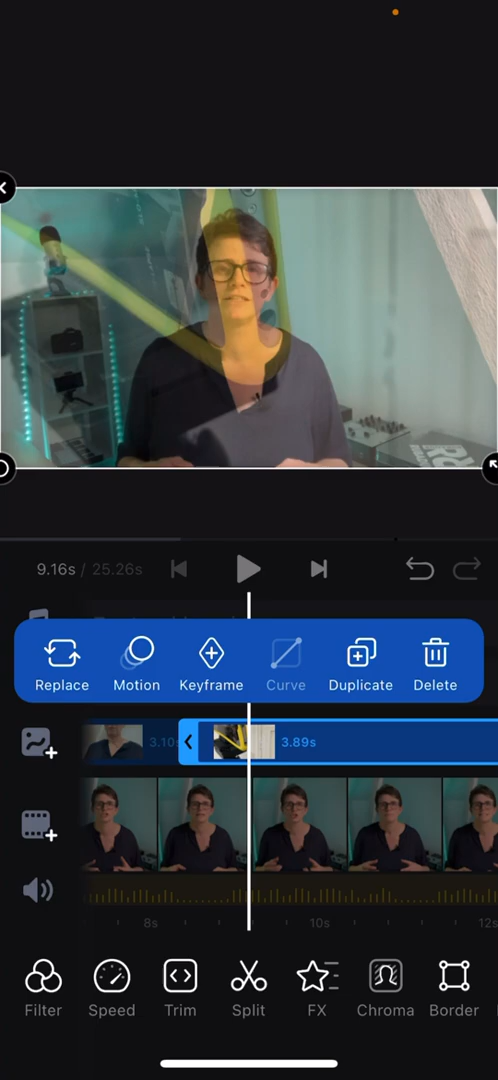 9.16s / 25.26s
Replace Motion Keyframe Curve Duplicate Delete
3.10s 3.89s
8s 10s 12s
Filter Speed Trim Split FX Chroma Border